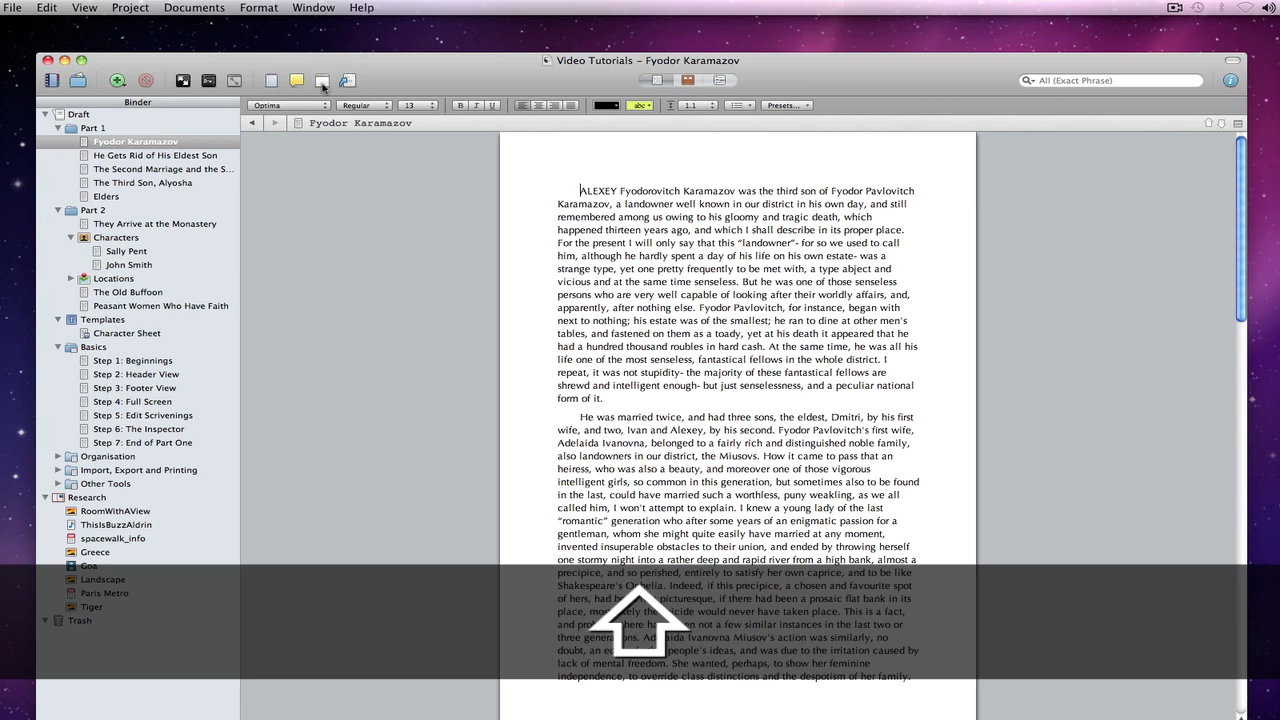 File Edit View Project Documents Format Window Help
Video Tutorials – Fyodor Karamazov
All (Exact Phrase)
Binder
Optima Regular 13 B I U abc 1.1 Presets...
Fyodor Karamazov
Draft
Part 1
Fyodor Karamazov
He Gets Rid of His Eldest Son
The Second Marriage and the S...
The Third Son, Alyosha
Elders
Part 2
They Arrive at the Monastery
Characters
Sally Pent
John Smith
Locations
The Old Buffoon
Peasant Women Who Have Faith
Templates
Character Sheet
Basics
Step 1: Beginnings
Step 2: Header View
Step 3: Footer View
Step 4: Full Screen
Step 5: Edit Scrivenings
Step 6: The Inspector
Step 7: End of Part One
Organisation
Import, Export and Printing
Other Tools
Research
RoomWithAView
ThisIsBuzzAldrin
spacewalk_info
Greece
Goa
Landscape
Paris Metro
Tiger
Trash
ALEXEY Fyodorovitch Karamazov was the third son of Fyodor Pavlovitch
Karamazov, a landowner well known in our district in his own day, and still
remembered among us owing to his gloomy and tragic death, which
happened thirteen years ago, and which I shall describe in its proper place.
For the present I will only say that this “landowner”- for so we used to call
him, although he hardly spent a day of his life on his own estate- was a
strange type, yet one pretty frequently to be met with, a type abject and
vicious and at the same time senseless. But he was one of those senseless
persons who are very well capable of looking after their worldly affairs, and,
apparently, after nothing else. Fyodor Pavlovitch, for instance, began with
next to nothing; his estate was of the smallest; he ran to dine at other men's
tables, and fastened on them as a toady, yet at his death it appeared that he
had a hundred thousand roubles in hard cash. At the same time, he was all his
life one of the most senseless, fantastical fellows in the whole district. I
repeat, it was not stupidity- the majority of these fantastical fellows are
shrewd and intelligent enough- but just senselessness, and a peculiar national
form of it.
He was married twice, and had three sons, the eldest, Dmitri, by his first
wife, and two, Ivan and Alexey, by his second. Fyodor Pavlovitch's first wife,
Adelaida Ivanovna, belonged to a fairly rich and distinguished noble family,
also landowners in our district, the Miusovs. How it came to pass that an
heiress, who was also a beauty, and moreover one of those vigorous
intelligent girls, so common in this generation, but sometimes also to be found
in the last, could have married such a worthless, puny weakling, as we all
called him, I won't attempt to explain. I knew a young lady of the last
“romantic” generation who after some years of an enigmatic passion for a
gentleman, whom she might quite easily have married at any moment,
invented insuperable obstacles to their union, and ended by throwing herself
one stormy night into a rather deep and rapid river from a high bank, almost a
precipice, and so perished, entirely to satisfy her own caprice, and to be like
Shakespeare's Ophelia. Indeed, if this precipice, a chosen and favourite spot
of hers, had picturesque, if there had been a prosaic flat bank in its
place, would never have taken place. This is a fact,
and not a few similar instances in the last two or
three Adelaida Ivanovna Miusov's action was similarly, no
doubt, an people's ideas, and was due to the irritation caused by
lack of mental freedom. She wanted, perhaps, to show her feminine
independence, to override class distinctions and the despotism of her family.